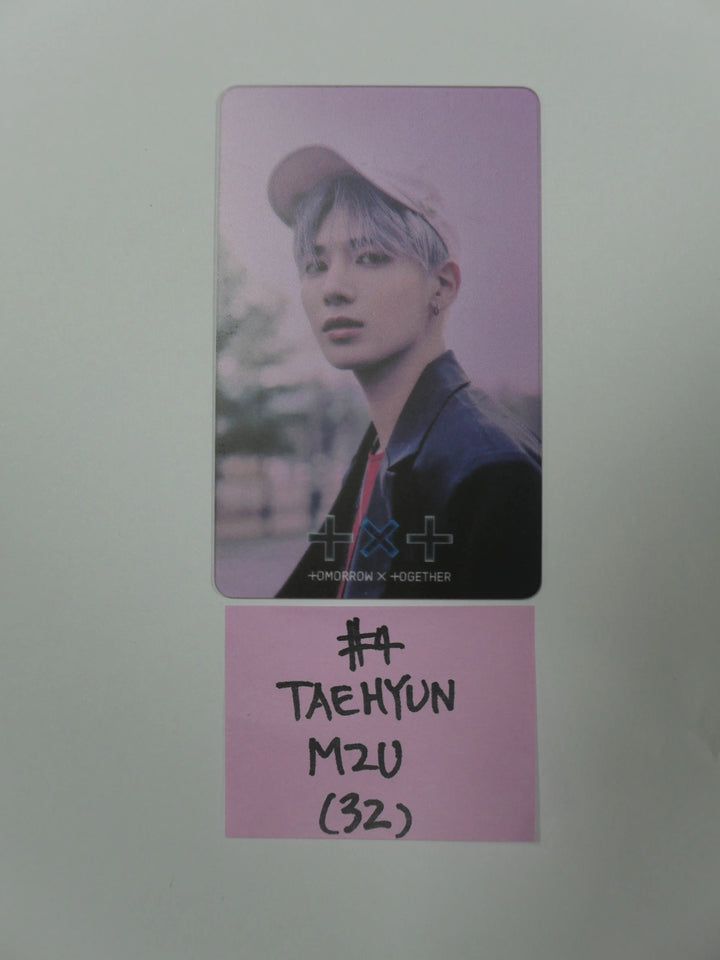 +x+
+OMORROW x +OGETHER
#4
TAEHYUN
M2U
(32)